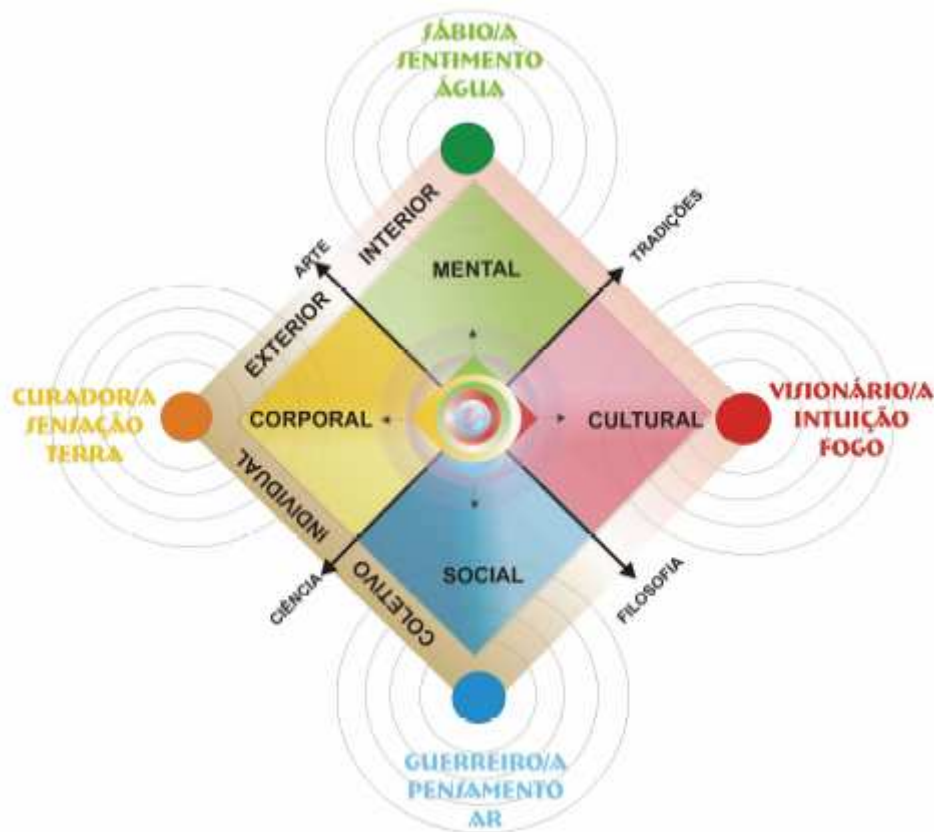 SÁBIO/A
SENTIMENTO
ÁGUA
TRADIÇÕES
ARTE
INTERIOR
MENTAL
EXTERIOR
CURADOR/A
SENSAÇÃO
TERRA
CORPORAL
CULTURAL
VISIONÁRIO/A
INTUIÇÃO
FOGO
INDIVIDUAL
COLETIVO
SOCIAL
CIÊNCIA
FILOSOFIA
GUERREIRO/A
PENSAMENTO
AR